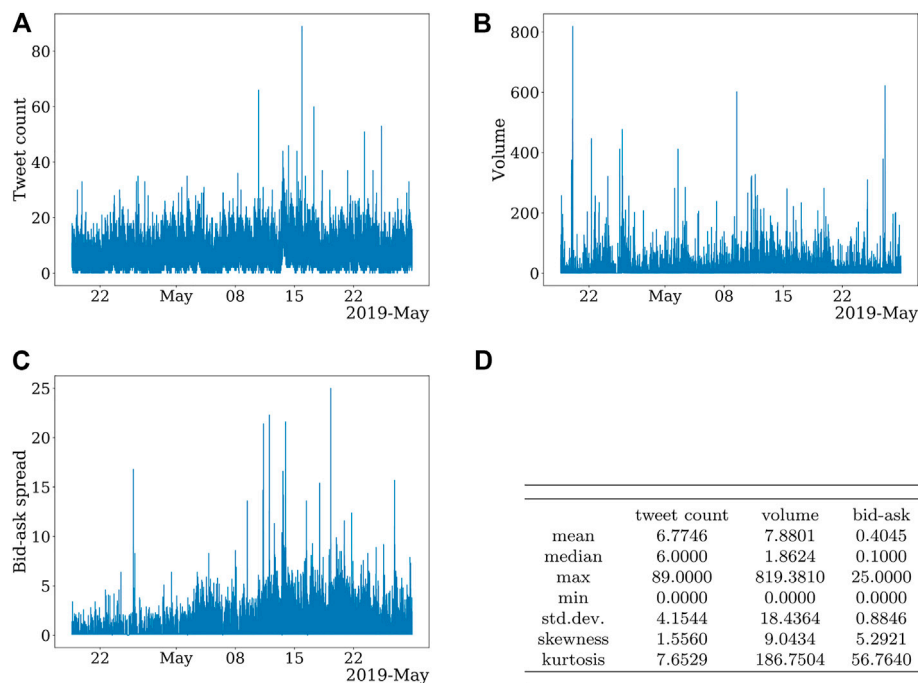 A
Tweet count
80
60
40
20
0
22 May 08 15 22
2019-May
B
Volume
800
600
400
200
0
22 May 08 15 22
2019-May
C
Bid-ask spread
25
20
15
10
5
0
22 May 08 15 22
2019-May
D
tweet count volume bid-ask
mean 6.7746 7.8801 0.4045
median 6.0000 1.8624 0.1000
max 89.0000 819.3810 25.0000
min 0.0000 0.0000 0.0000
std.dev. 4.1544 18.4364 0.8846
skewness 1.5560 9.0434 5.2921
kurtosis 7.6529 186.7504 56.7640